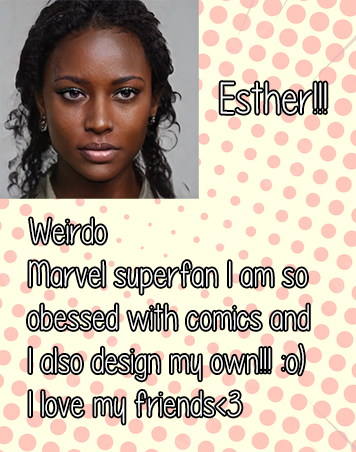 Esther!!!
Weirdo
Marvel superfan I am so
obessed with comics and
I also design my own!!! :o)
I love my friends<3